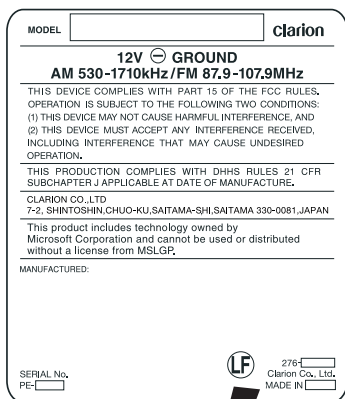 MODEL
clarion
12V ⊖ GROUND
AM 530-1710kHz/FM 87.9-107.9MHz
THIS DEVICE COMPLIES WITH PART 15 OF THE FCC RULES.
OPERATION IS SUBJECT TO THE FOLLOWING TWO CONDITIONS:
(1) THIS DEVICE MAY NOT CAUSE HARMFUL INTERFERENCE, AND
(2) THIS DEVICE MUST ACCEPT ANY INTERFERENCE RECEIVED,
INCLUDING INTERFERENCE THAT MAY CAUSE UNDESIRED
OPERATION.
THIS PRODUCTION COMPLIES WITH DHHS RULES 21 CFR
SUBCHAPTER J APPLICABLE AT DATE OF MANUFACTURE.
CLARION CO.,LTD
7-2, SHINTOSHIN,CHUO-KU,SAITAMA-SHI,SAITAMA 330-0081,JAPAN
This product includes technology owned by
Microsoft Corporation and cannot be used or distributed
without a license from MSLGP.
MANUFACTURED:
SERIAL No.
PE-
LF
276-
Clarion Co., Ltd.
MADE IN